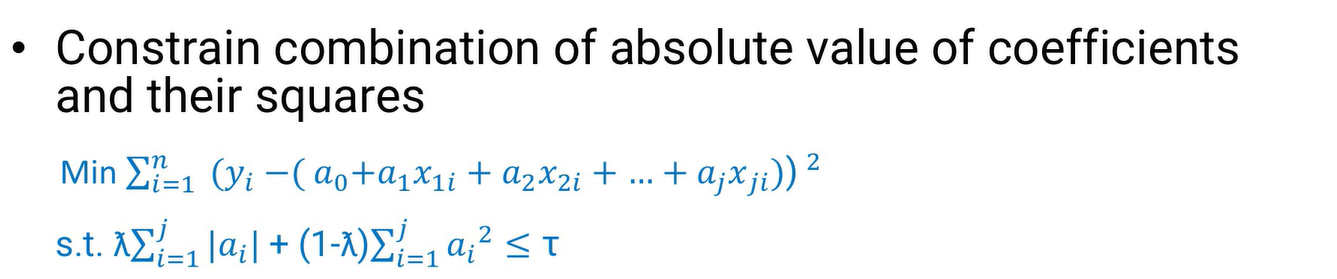 • Constrain combination of absolute value of coefficients
and their squares
Min ∑ⁿᵢ₌₁ (yᵢ −( a₀+a₁x₁ᵢ + a₂x₂ᵢ + … + aⱼxⱼᵢ)) ²
s.t. ƛ∑ʲᵢ₌₁ |aᵢ| + (1-ƛ)∑ʲᵢ₌₁ aᵢ² ≤ τ